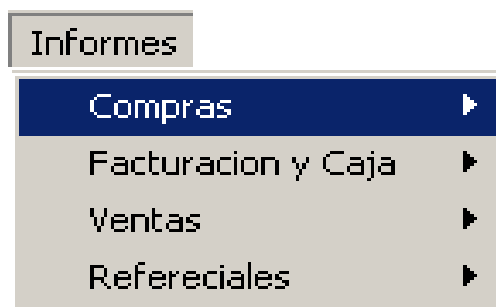 Informes
Compras
Facturacion y Caja
Ventas
Refereciales